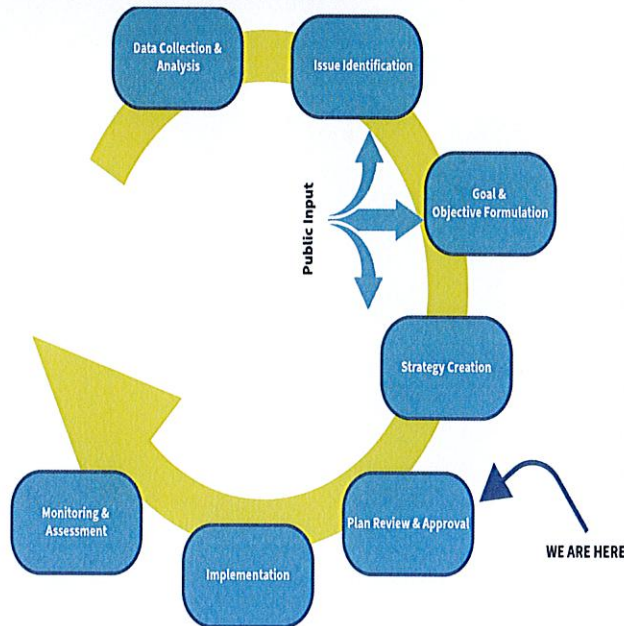 Data Collection &
Analysis
Issue Identification
Goal &
Objective Formulation
Public Input
Strategy Creation
Plan Review & Approval
WE ARE HERE
Implementation
Monitoring &
Assessment